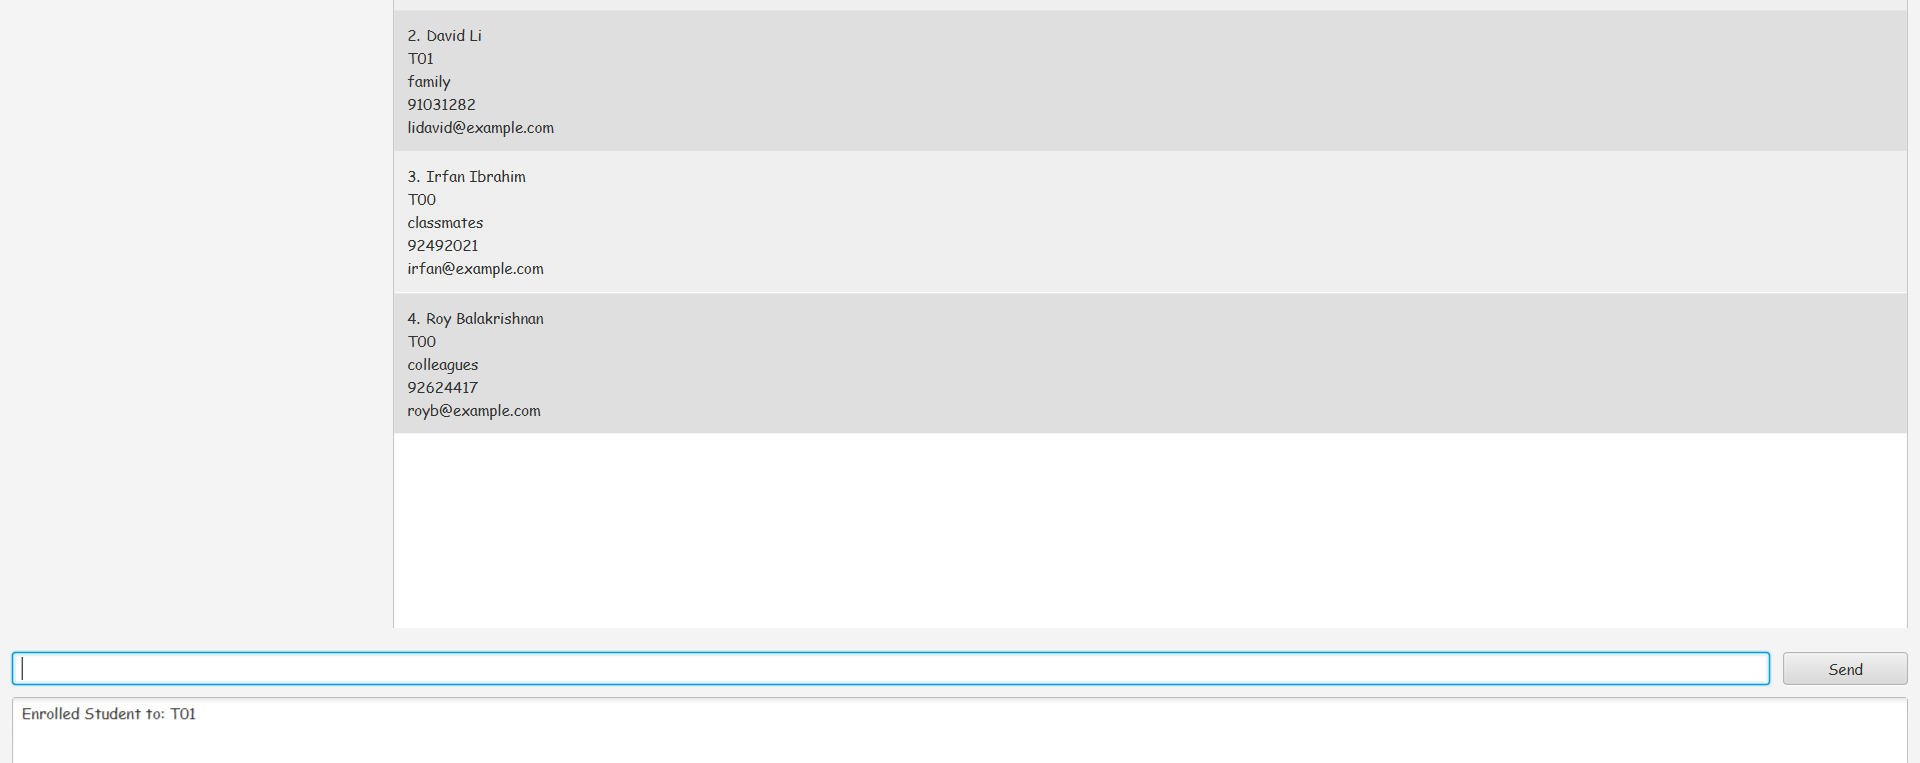 2. David Li
T01
family
91031282
lidavid@example.com
3. Irfan Ibrahim
T00
classmates
92492021
irfan@example.com
4. Roy Balakrishnan
T00
colleagues
92624417
royb@example.com
Send
Enrolled Student to: T01